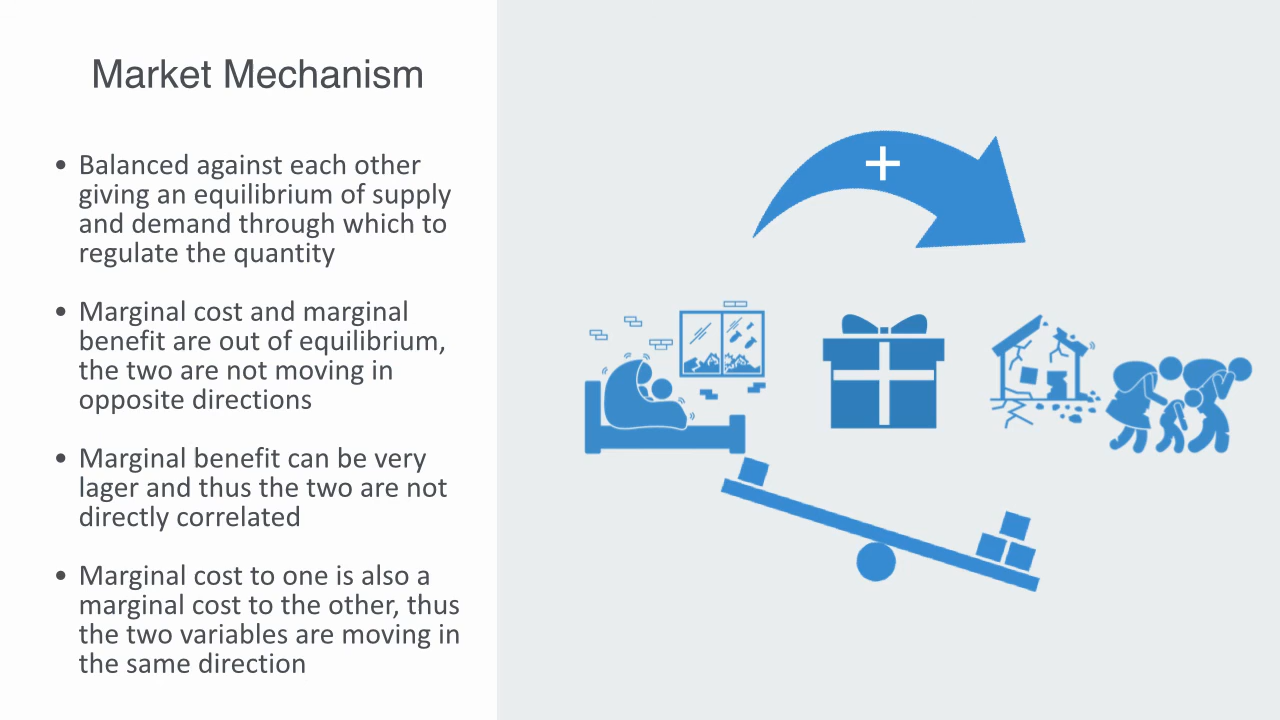 Market Mechanism
• Balanced against each other
giving an equilibrium of supply
and demand through which to
regulate the quantity
• Marginal cost and marginal
benefit are out of equilibrium,
the two are not moving in
opposite directions
• Marginal benefit can be very
lager and thus the two are not
directly correlated
• Marginal cost to one is also a
marginal cost to the other, thus
the two variables are moving in
the same direction
+